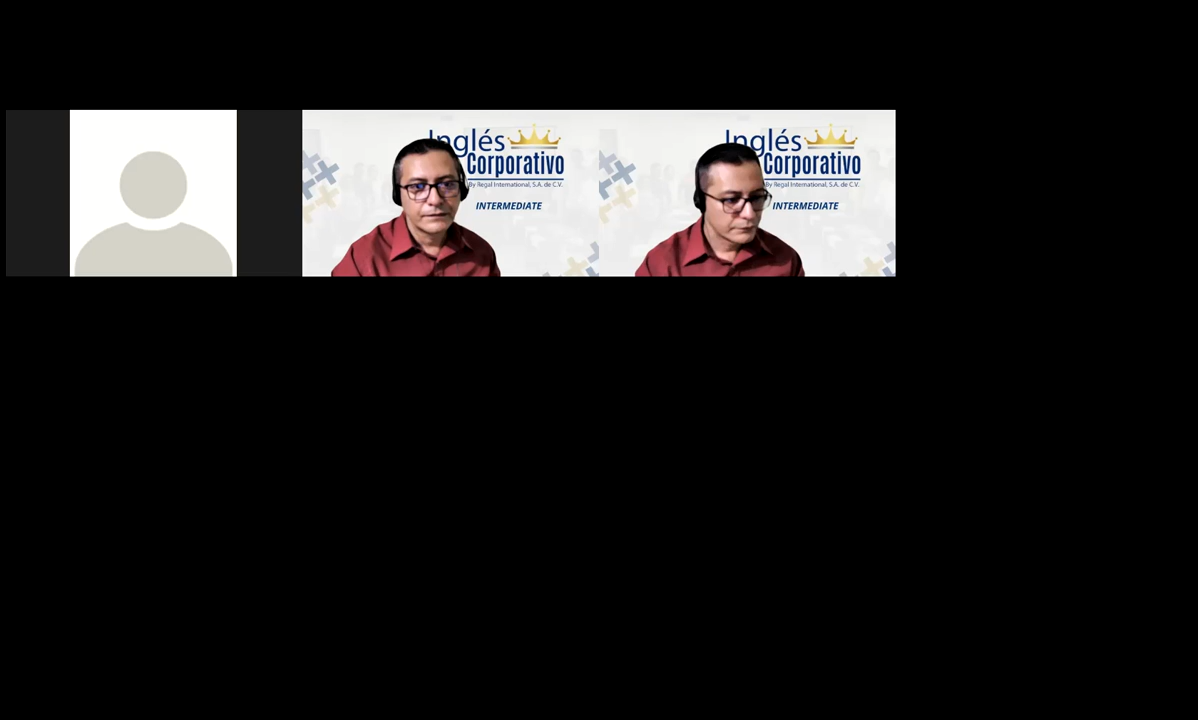 Inglés
Corporativo
By Regal International, S.A. de C.V.
INTERMEDIATE
Inglés
Corporativo
By Regal International, S.A. de C.V.
INTERMEDIATE